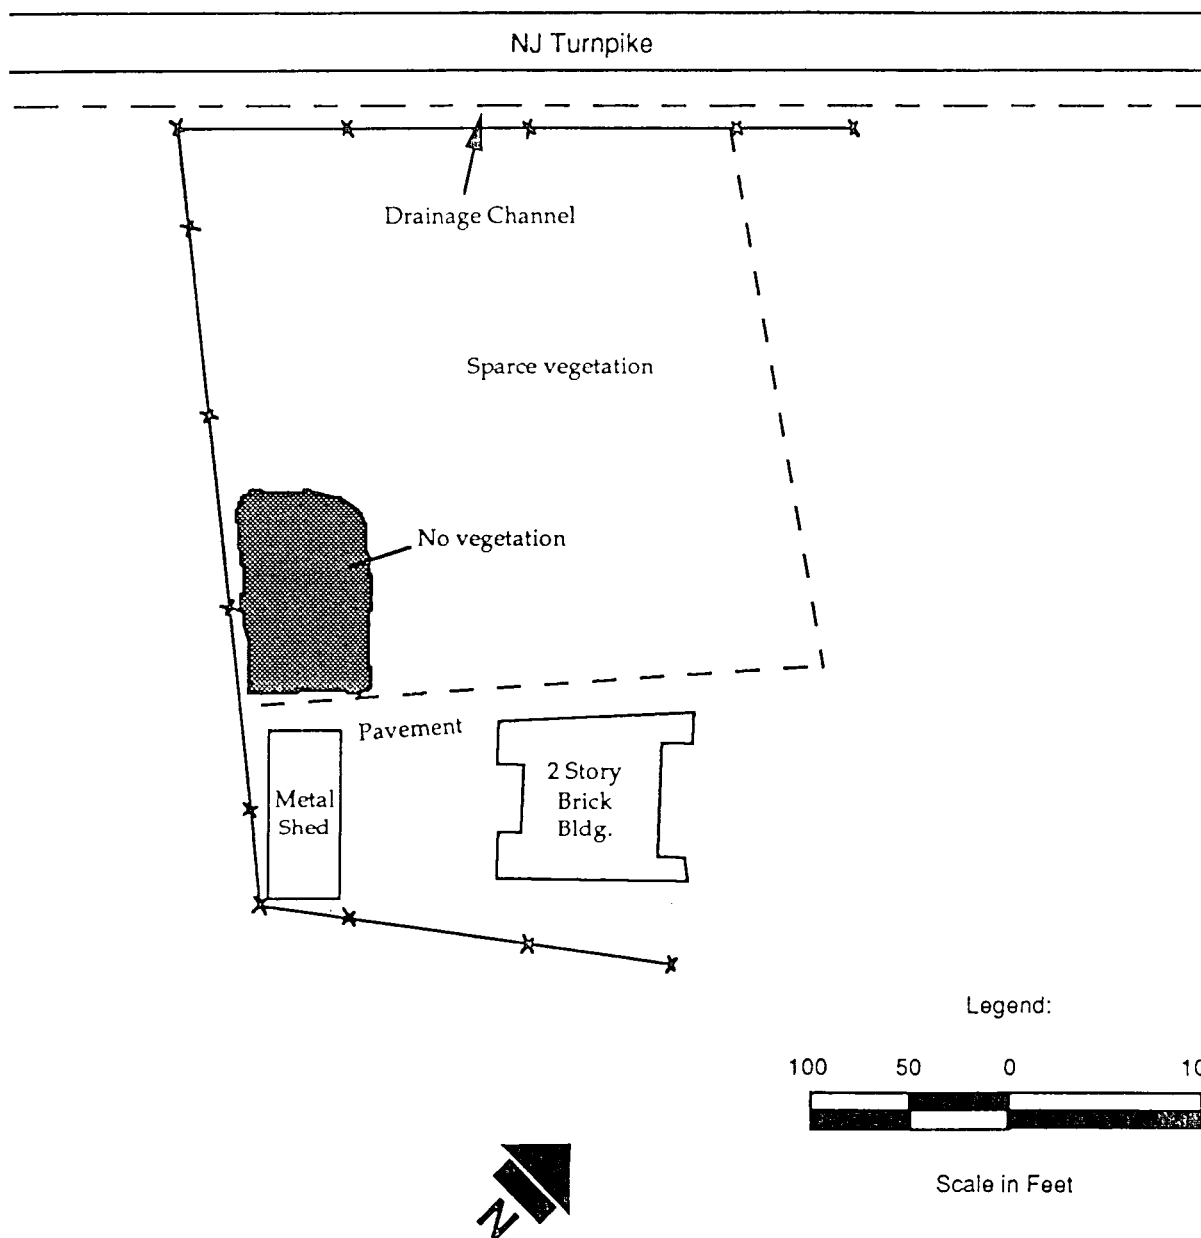 NJ Turnpike
Drainage Channel
Sparce vegetation
No vegetation
Pavement
2 Story
Brick
Bldg.
Metal
Shed
Legend:
100 50 0 10
Scale in Feet
N